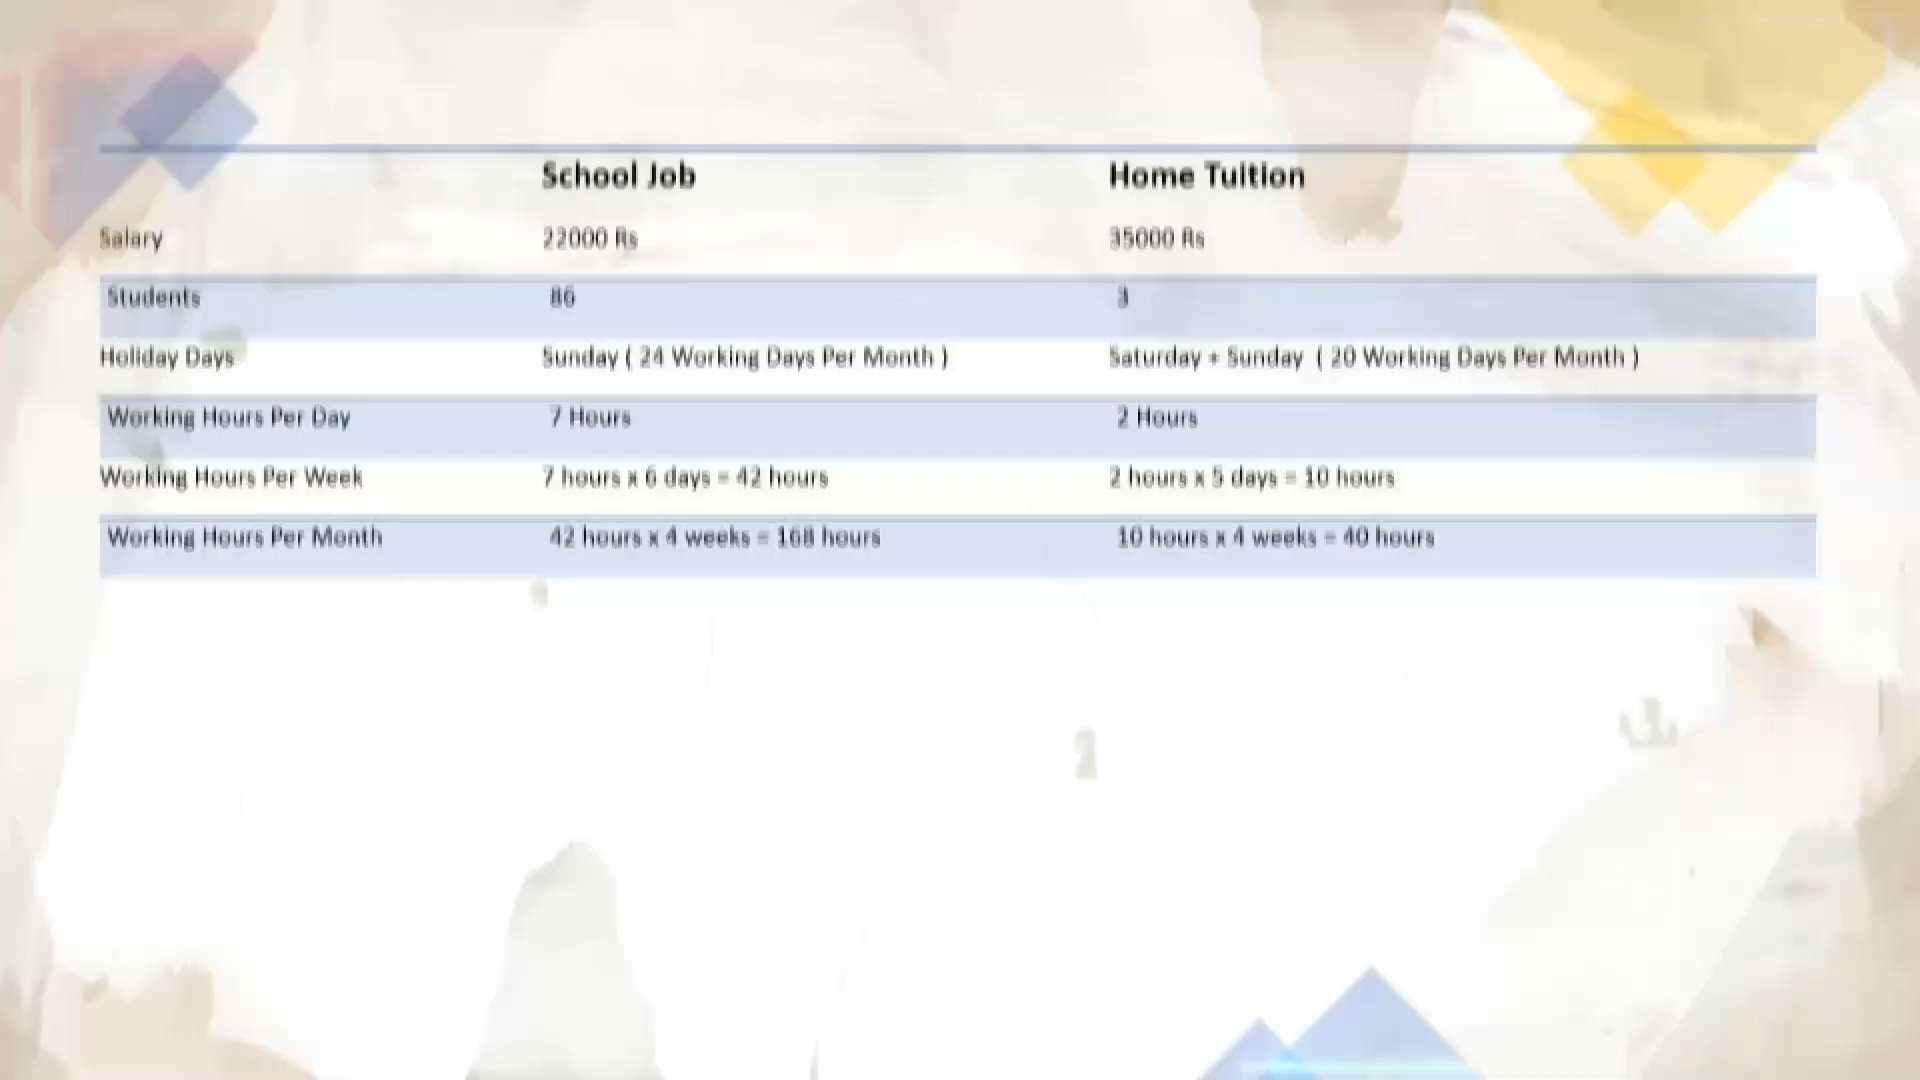 School Job Home Tuition
Salary 22000 Rs 35000 Rs
Students 86 3
Holiday Days Sunday ( 24 Working Days Per Month ) Saturday + Sunday ( 20 Working Days Per Month )
Working Hours Per Day 7 Hours 2 Hours
Working Hours Per Week 7 hours x 6 days = 42 hours 2 hours x 5 days = 10 hours
Working Hours Per Month 42 hours x 4 weeks = 168 hours 10 hours x 4 weeks = 40 hours